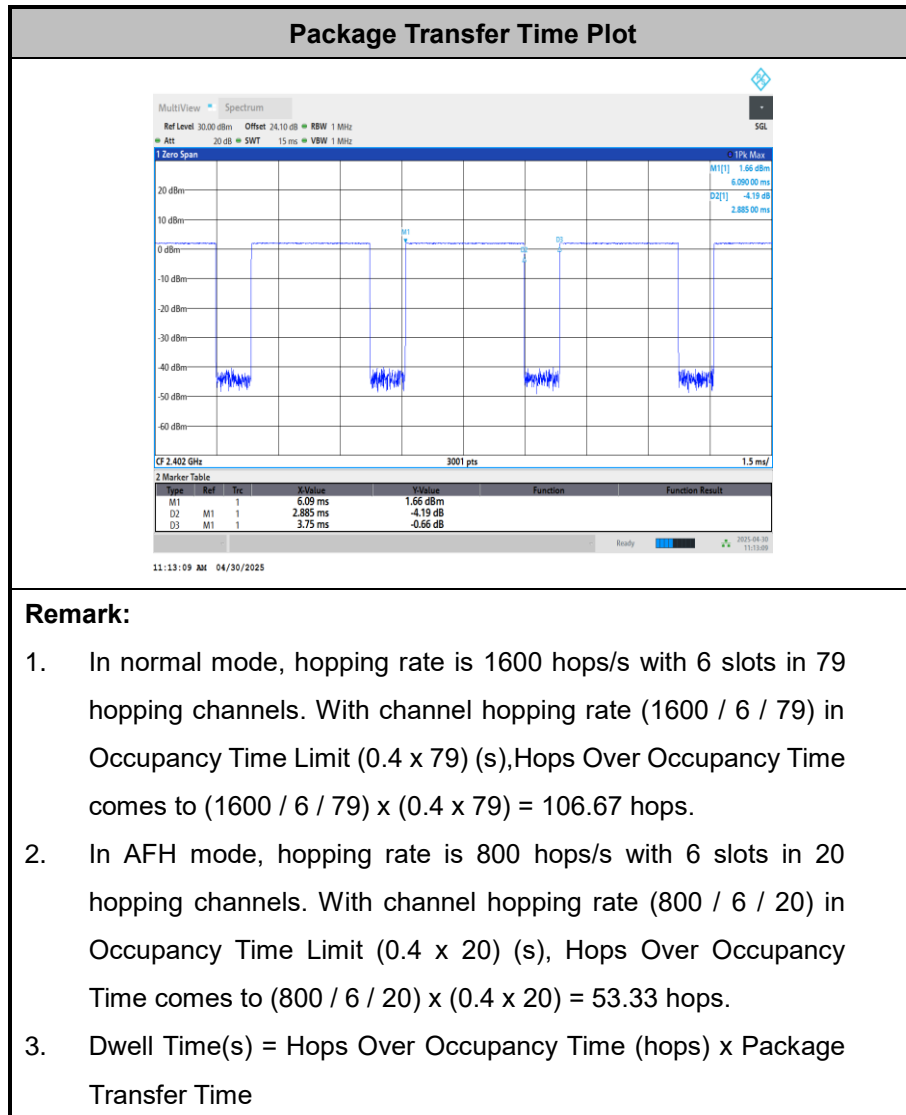 Package Transfer Time Plot
MultiView Spectrum
Ref Level 30.00 dBm Offset 24.10 dB RBW 1 MHz SGL
Att 20 dB SWT 15 ms VBW 1 MHz
1 Zero Span 1Pk Max
M1[1] 1.66 dBm
6.090 00 ms
D2[1] -4.19 dB
2.885 00 ms
20 dBm
10 dBm
M1
D2
D3
0 dBm
-10 dBm
-20 dBm
-30 dBm
-40 dBm
-50 dBm
-60 dBm
CF 2.402 GHz 3001 pts 1.5 ms/
2 Marker Table
Type Ref Trc X-Value Y-Value Function Function Result
M1 1 6.09 ms 1.66 dBm
D2 M1 1 2.885 ms -4.19 dB
D3 M1 1 3.75 ms -0.66 dB
Ready 2025-04-30
11:13:09
11:13:09 AM 04/30/2025
Remark:
1. In normal mode, hopping rate is 1600 hops/s with 6 slots in 79
hopping channels. With channel hopping rate (1600 / 6 / 79) in
Occupancy Time Limit (0.4 x 79) (s),Hops Over Occupancy Time
comes to (1600 / 6 / 79) x (0.4 x 79) = 106.67 hops.
2. In AFH mode, hopping rate is 800 hops/s with 6 slots in 20
hopping channels. With channel hopping rate (800 / 6 / 20) in
Occupancy Time Limit (0.4 x 20) (s), Hops Over Occupancy
Time comes to (800 / 6 / 20) x (0.4 x 20) = 53.33 hops.
3. Dwell Time(s) = Hops Over Occupancy Time (hops) x Package
Transfer Time